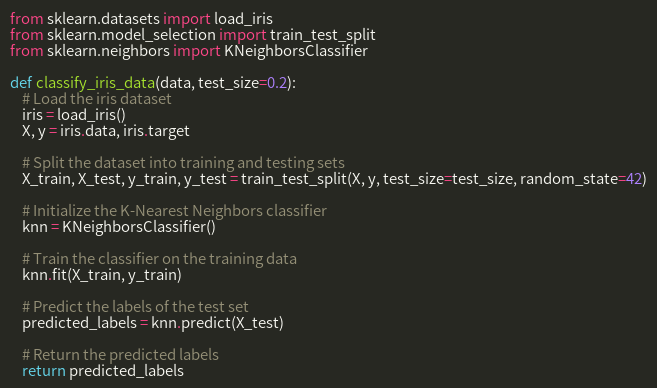 from sklearn.datasets import load_iris
from sklearn.model_selection import train_test_split
from sklearn.neighbors import KNeighborsClassifier

def classify_iris_data(data, test_size=0.2):
    # Load the iris dataset
    iris = load_iris()
    X, y = iris.data, iris.target

    # Split the dataset into training and testing sets
    X_train, X_test, y_train, y_test = train_test_split(X, y, test_size=test_size, random_state=42)

    # Initialize the K-Nearest Neighbors classifier
    knn = KNeighborsClassifier()

    # Train the classifier on the training data
    knn.fit(X_train, y_train)

    # Predict the labels of the test set
    predicted_labels = knn.predict(X_test)

    # Return the predicted labels
    return predicted_labels